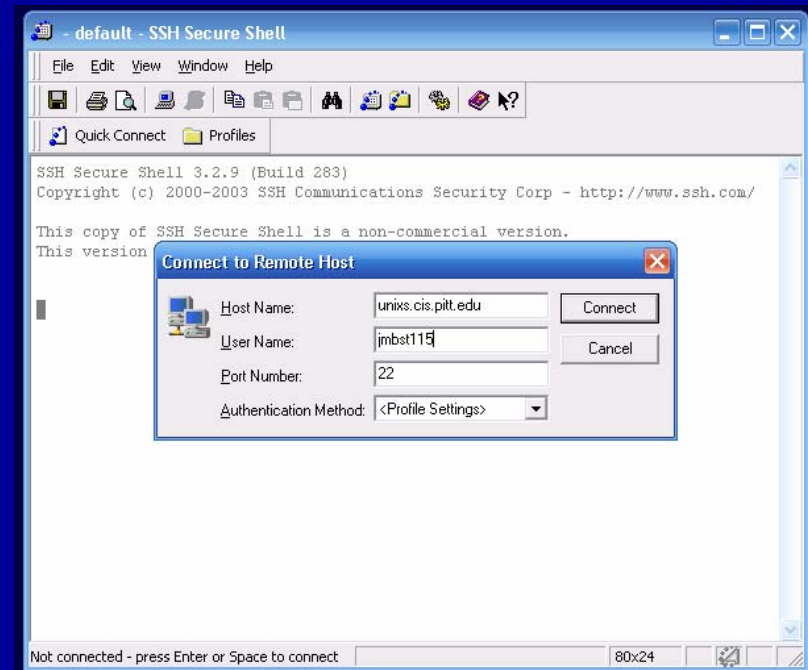 - default - SSH Secure Shell
File Edit View Window Help
Quick Connect Profiles
SSH Secure Shell 3.2.9 (Build 283)
Copyright (c) 2000-2003 SSH Communications Security Corp - http://www.ssh.com/
This copy of SSH Secure Shell is a non-commercial version.
This version
Connect to Remote Host
Host Name: unixs.cis.pitt.edu Connect
User Name: jmbst115 Cancel
Port Number: 22
Authentication Method: <Profile Settings>
Not connected - press Enter or Space to connect 80x24